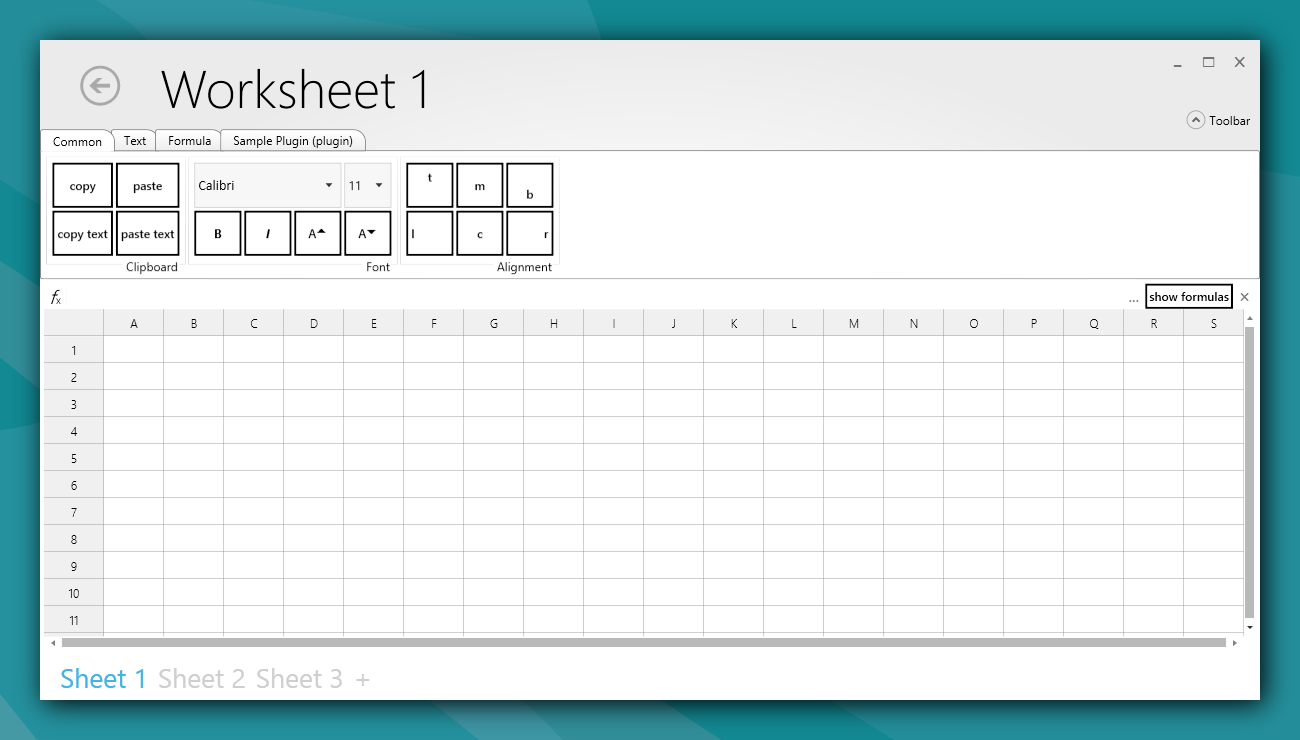 Worksheet 1
Toolbar
Common Text Formula Sample Plugin (plugin)
copy paste Calibri 11 t m b
copy text paste text B I A A l c r
Clipboard Font Alignment
fx ... show formulas
A B C D E F G H I J K L M N O P Q R S
1
2
3
4
5
6
7
8
9
10
11
Sheet 1 Sheet 2 Sheet 3 +